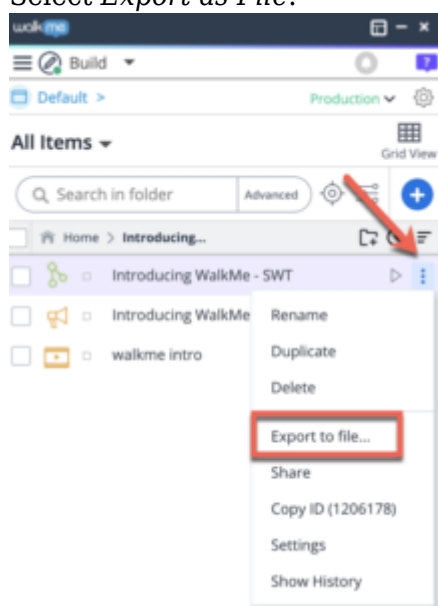 Select Export as File.
walkme
Build
?
Default >
Production
All Items
Grid View
Search in folder
Advanced
Home > Introducing...
Introducing WalkMe - SWT
Introducing WalkMe
Rename
walkme intro
Duplicate
Delete
Export to file...
Share
Copy ID (1206178)
Settings
Show History